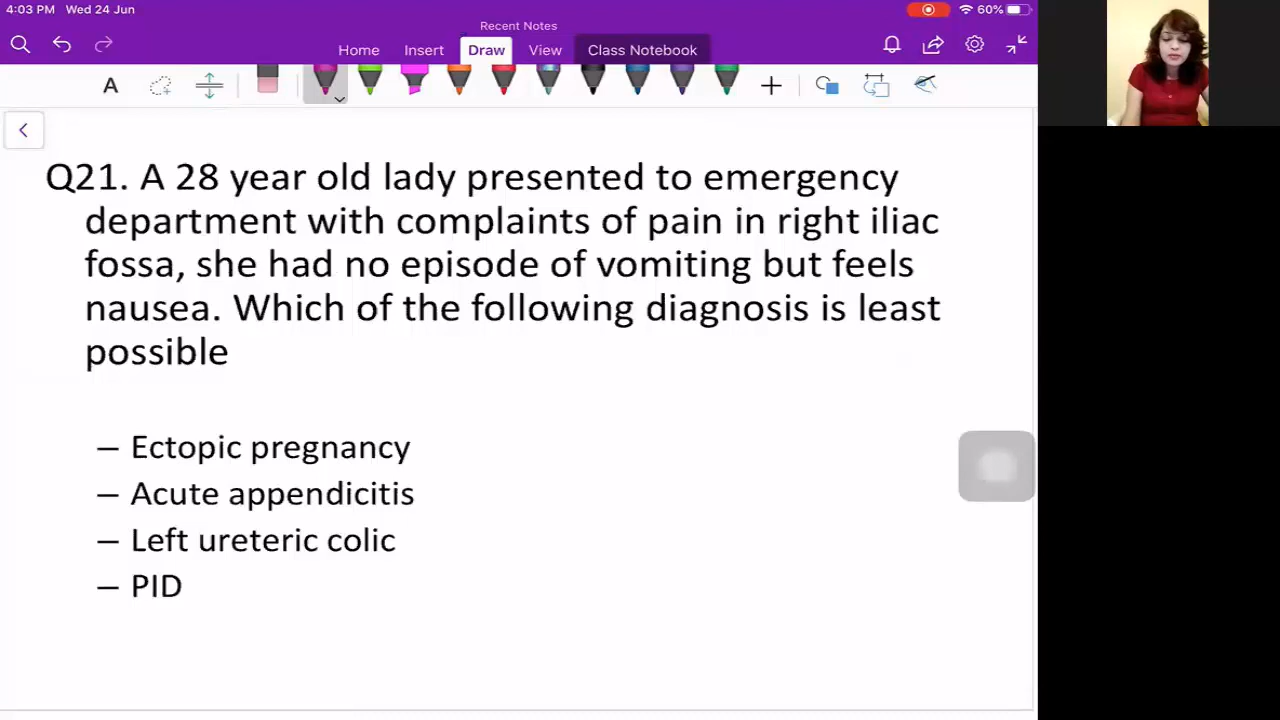 4:03 PM Wed 24 Jun
60%
Recent Notes
Home Insert Draw View Class Notebook
A
Q21. A 28 year old lady presented to emergency
department with complaints of pain in right iliac
fossa, she had no episode of vomiting but feels
nausea. Which of the following diagnosis is least
possible
– Ectopic pregnancy
– Acute appendicitis
– Left ureteric colic
– PID